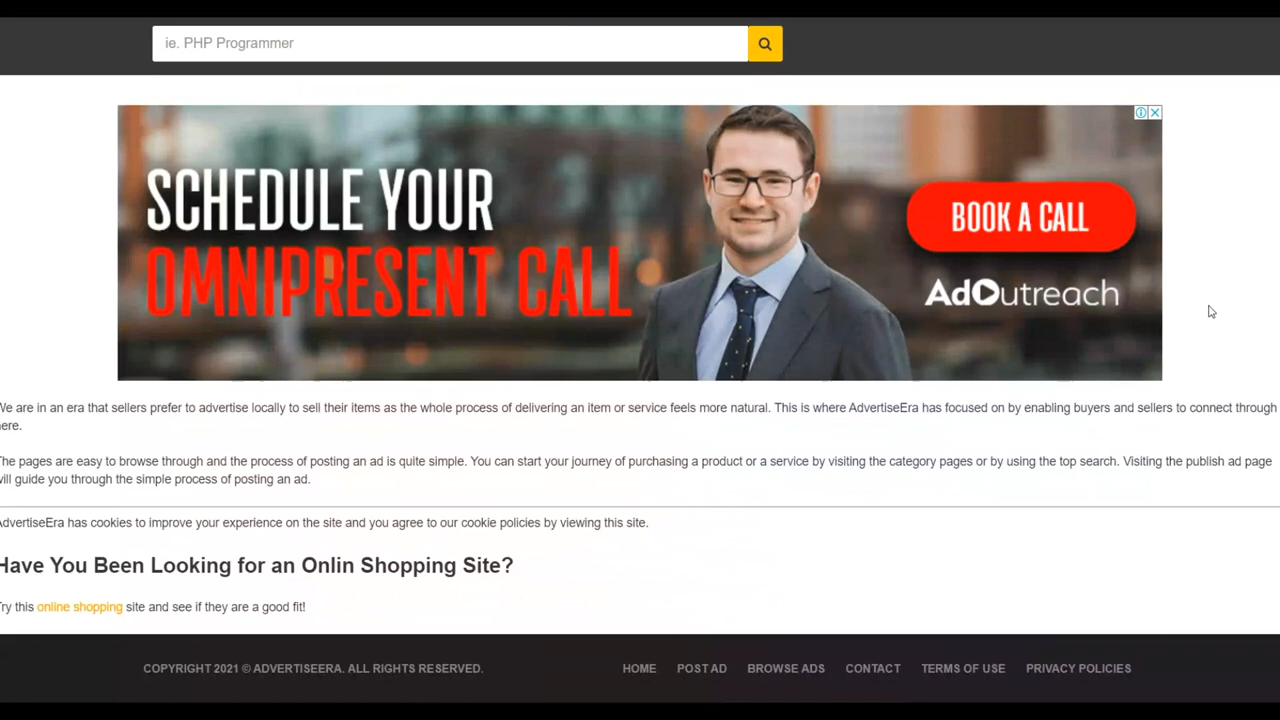 ie. PHP Programmer
SCHEDULE YOUR
OMNIPRESENT CALL
BOOK A CALL
AdOutreach
We are in an era that sellers prefer to advertise locally to sell their items as the whole process of delivering an item or service feels more natural. This is where AdvertiseEra has focused on by enabling buyers and sellers to connect through
here.
The pages are easy to browse through and the process of posting an ad is quite simple. You can start your journey of purchasing a product or a service by visiting the category pages or by using the top search. Visiting the publish ad page
will guide you through the simple process of posting an ad.
AdvertiseEra has cookies to improve your experience on the site and you agree to our cookie policies by viewing this site.
Have You Been Looking for an Onlin Shopping Site?
Try this online shopping site and see if they are a good fit!
COPYRIGHT 2021 © ADVERTISEERA. ALL RIGHTS RESERVED. HOME POST AD BROWSE ADS CONTACT TERMS OF USE PRIVACY POLICIES